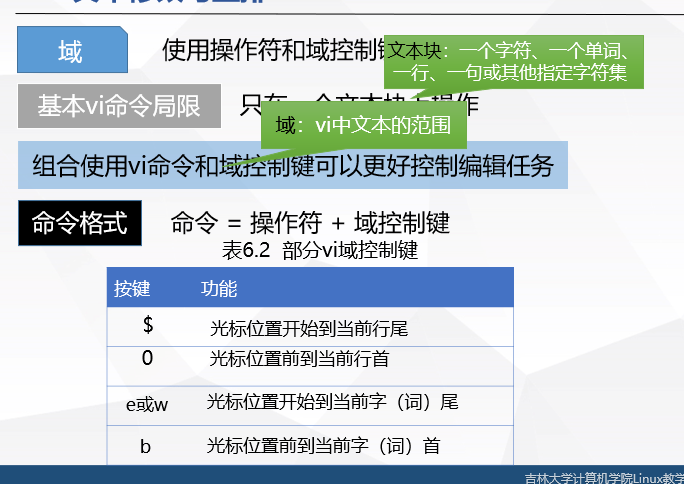 域
使用操作符和域控制
文本块：一个字符、一个单词、
一行、一句或其他指定字符集
基本vi命令局限
只在一个文本块上操作
域：vi中文本的范围
组合使用vi命令和域控制键可以更好控制编辑任务
命令格式
命令 = 操作符 + 域控制键
表6.2 部分vi域控制键
按键 功能
$ 光标位置开始到当前行尾
0 光标位置前到当前行首
e或w 光标位置开始到当前字（词）尾
b 光标位置前到当前字（词）首
吉林大学计算机学院Linux教学